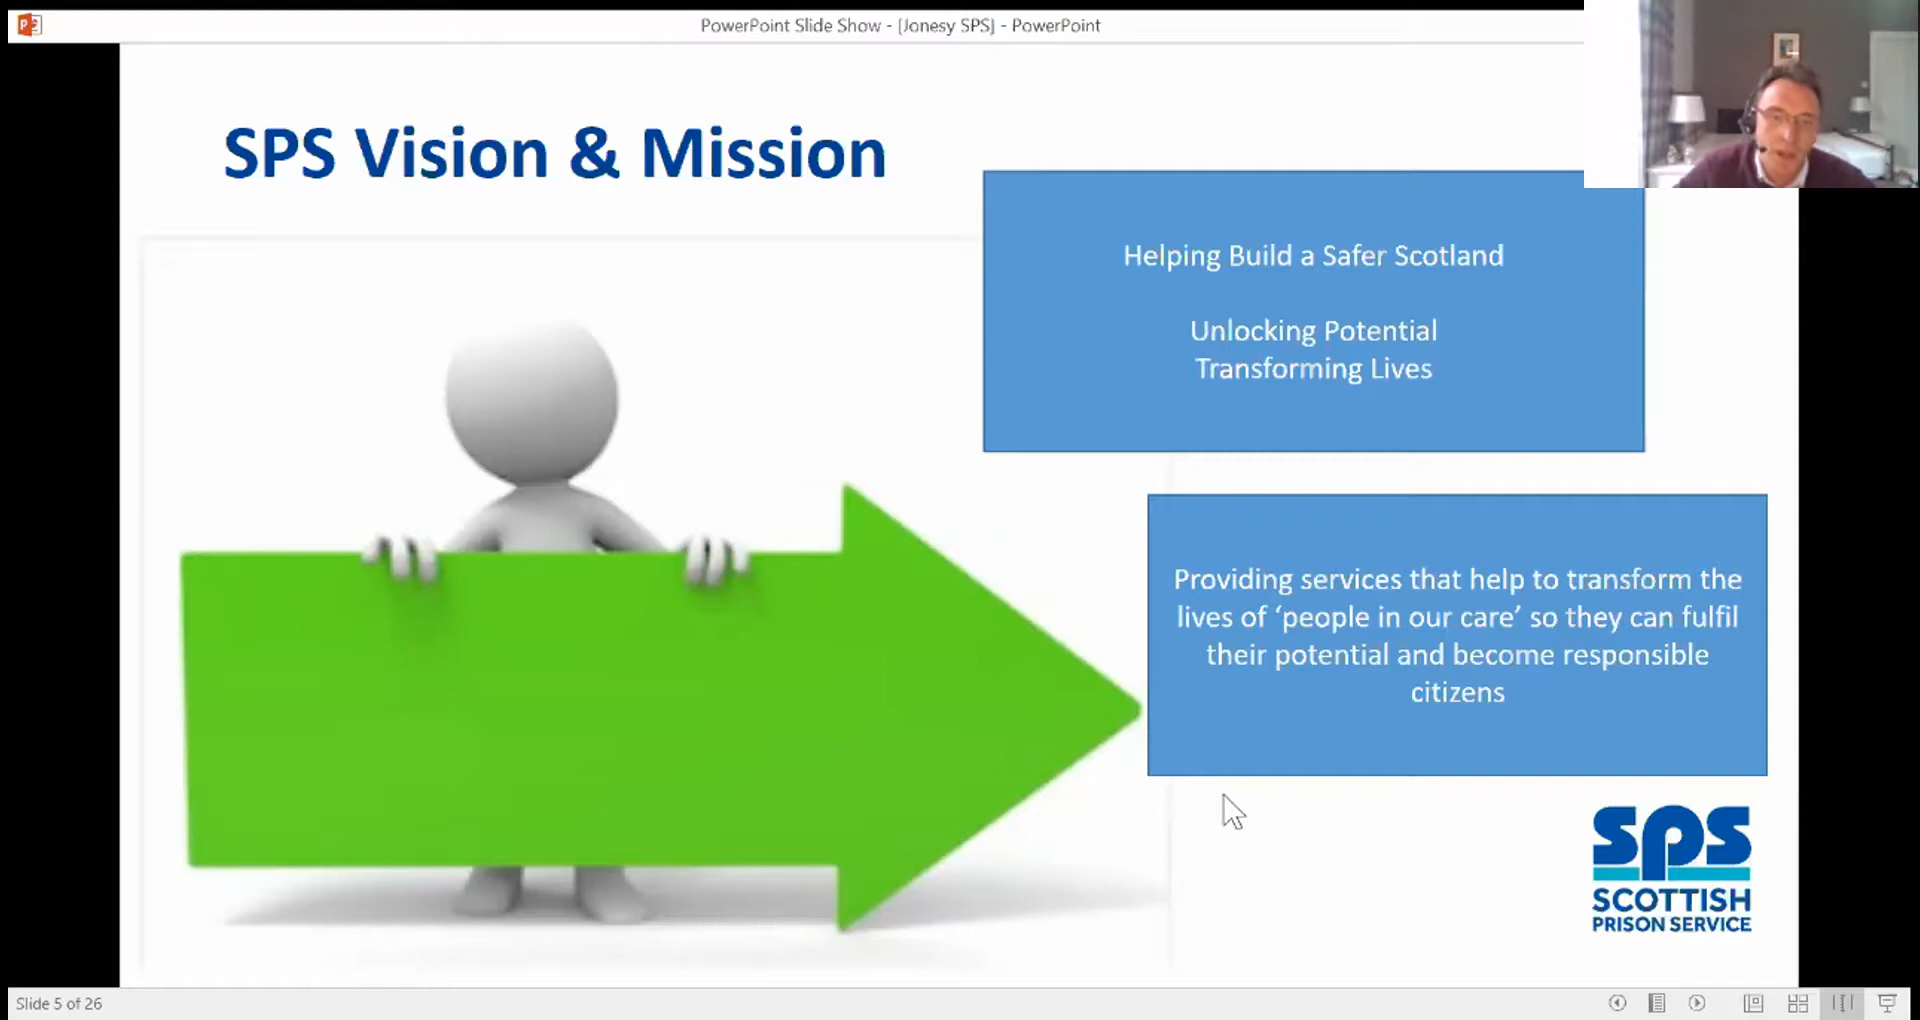 PowerPoint Slide Show - [Jonesy SPS] - PowerPoint
SPS Vision & Mission
Helping Build a Safer Scotland
Unlocking Potential
Transforming Lives
Providing services that help to transform the
lives of ‘people in our care’ so they can fulfil
their potential and become responsible
citizens
SPS
SCOTTISH
PRISON SERVICE
Slide 5 of 26